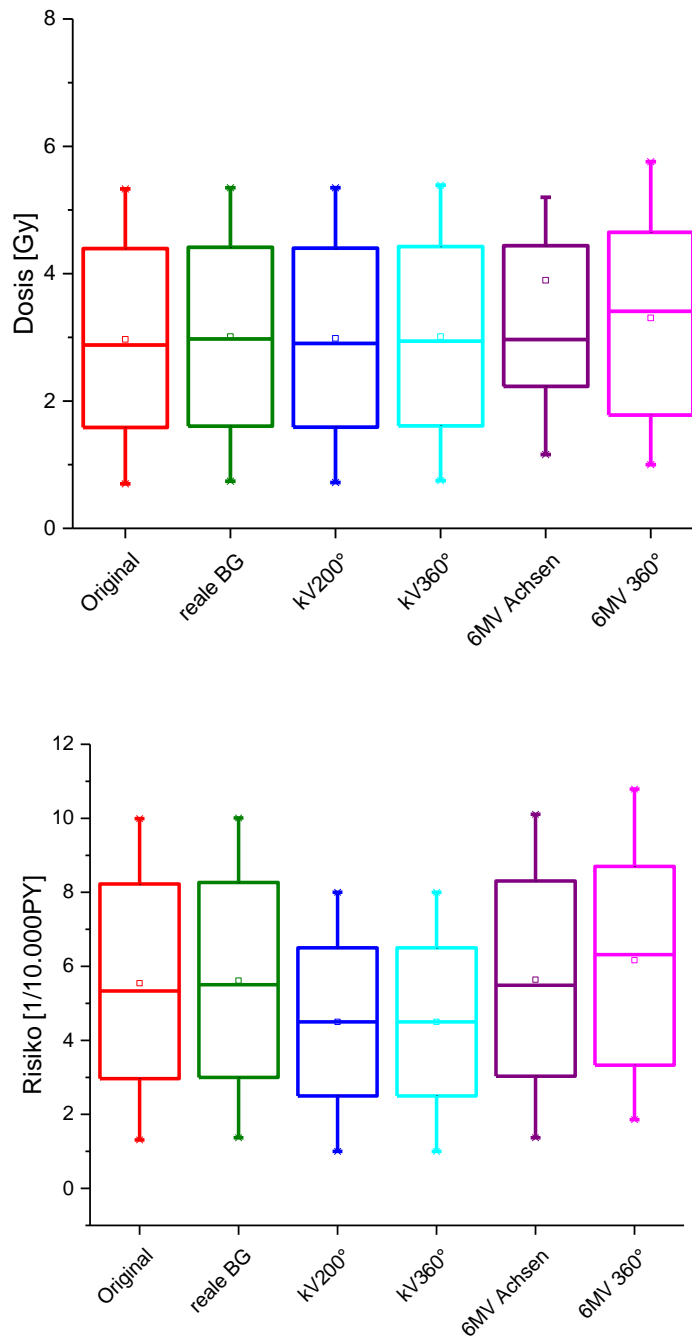 8
6
4
2
0
Dosis [Gy]
Original
reale BG
kV200°
kV360°
6MV Achsen
6MV 360°
12
10
8
6
4
2
0
Risiko [1/10.000PY]
Original
reale BG
kV200°
kV360°
6MV Achsen
6MV 360°